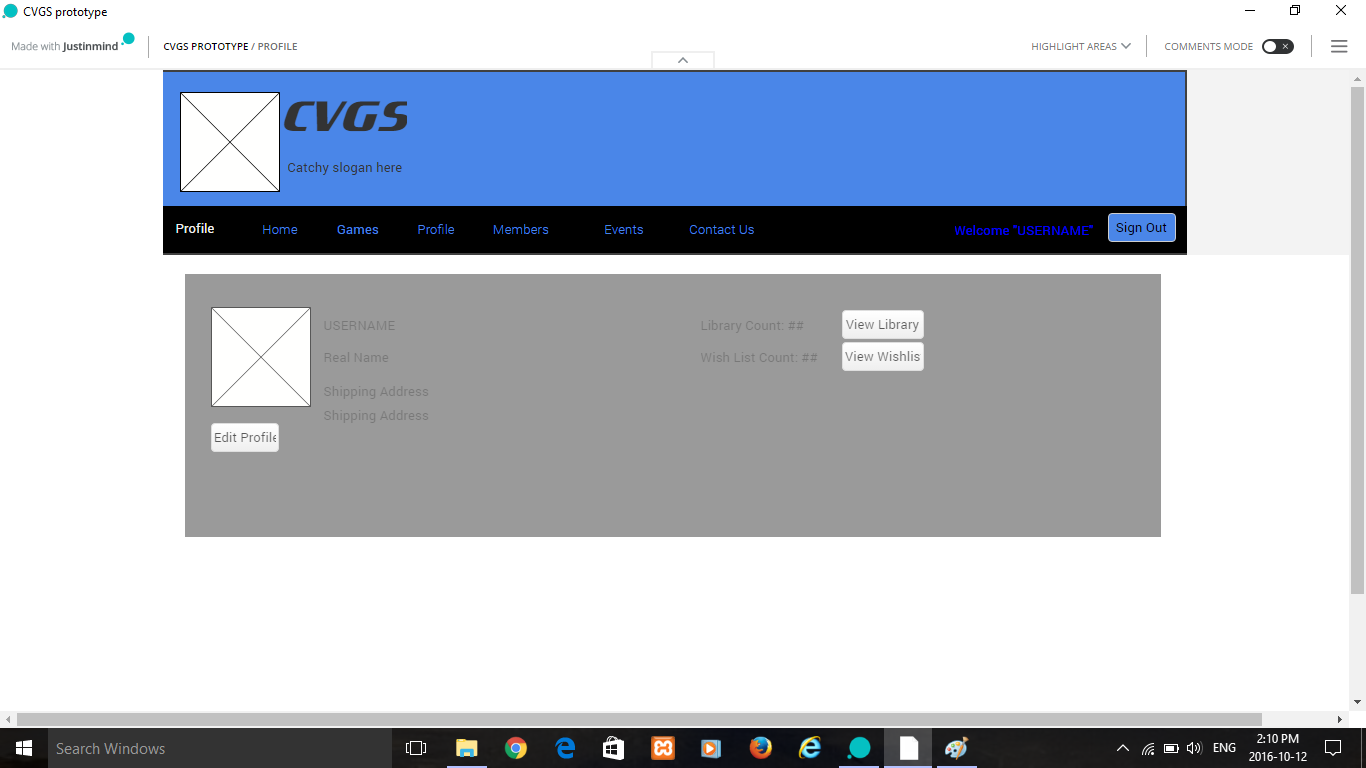 CVGS prototype
Made with Justinmind
CVGS PROTOTYPE / PROFILE
HIGHLIGHT AREAS
COMMENTS MODE
CVGS
Catchy slogan here
Profile Home Games Profile Members Events Contact Us Welcome "USERNAME" Sign Out
USERNAME
Library Count: ## View Library
Real Name
Wish List Count: ## View Wishlis
Shipping Address
Shipping Address
Edit Profile
Search Windows
ENG
2:10 PM
2016-10-12